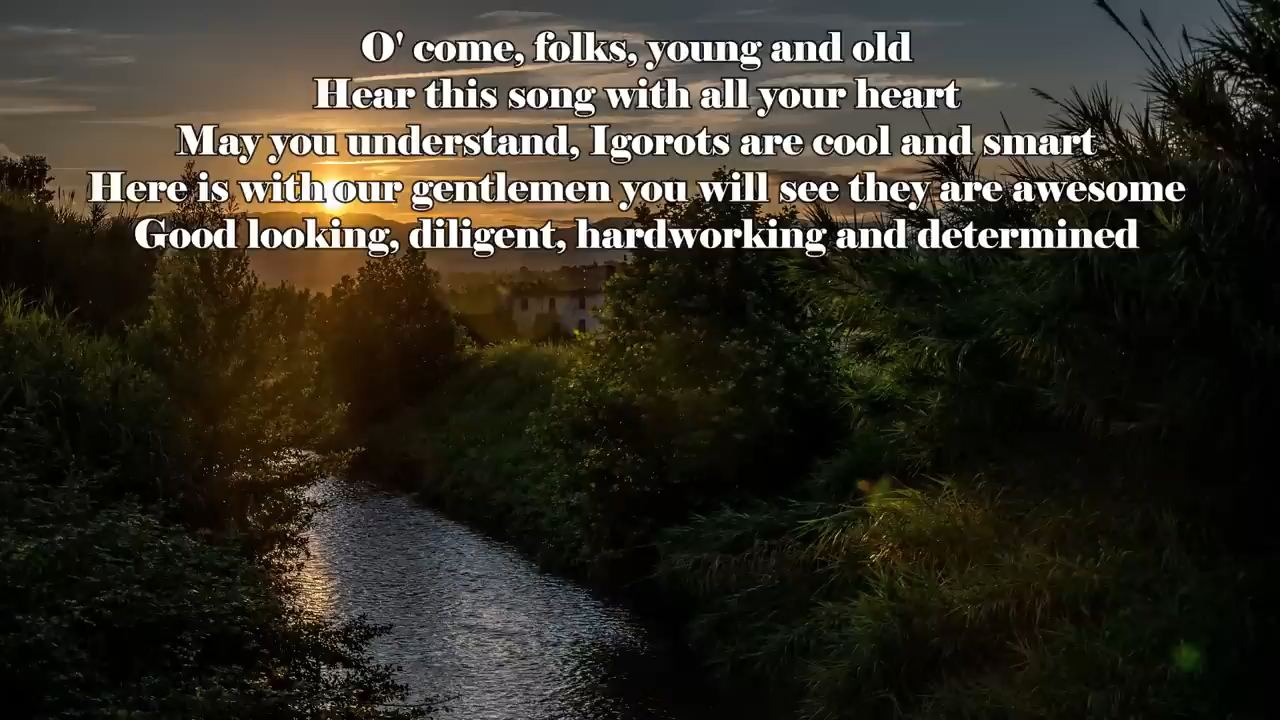 O' come, folks, young and old
Hear this song with all your heart
May you understand, Igorots are cool and smart
Here is with our gentlemen you will see they are awesome
Good looking, diligent, hardworking and determined